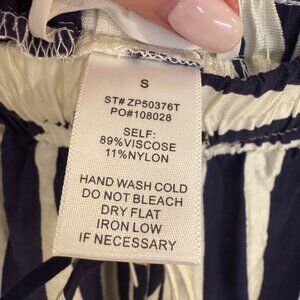 S
ST# ZP50376T
PO#108028
SELF:
89%VISCOSE
11%NYLON
HAND WASH COLD
DO NOT BLEACH
DRY FLAT
IRON LOW
IF NECESSARY